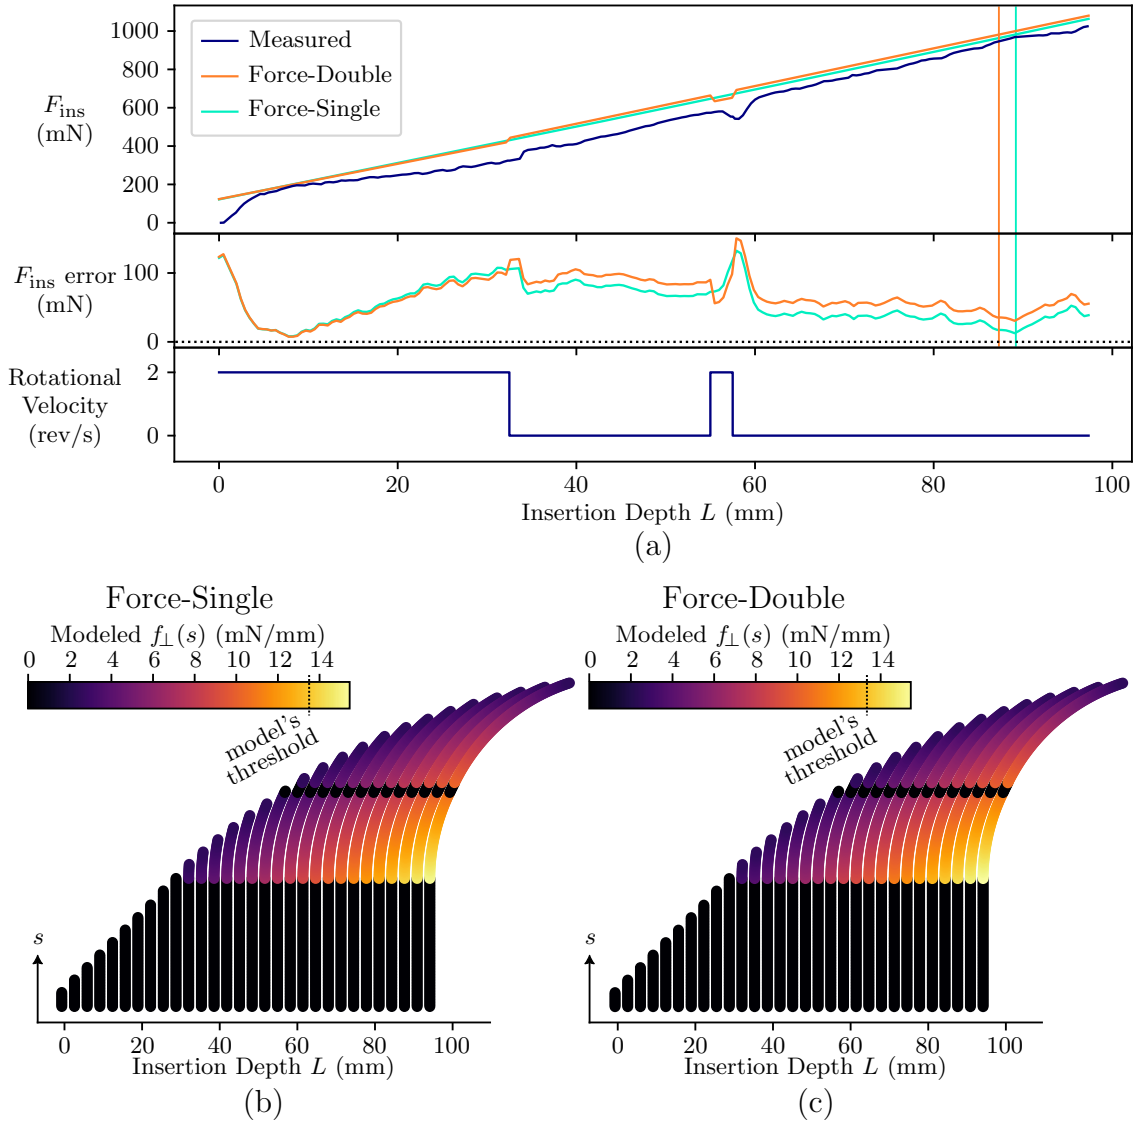 1000
800
600
400
200
0
F_ins
(mN)
Measured
Force-Double
Force-Single
F_ins error
(mN)
100
0
Rotational
Velocity
(rev/s)
2
0
0 20 40 60 80 100
Insertion Depth L (mm)
(a)
Force-Single
Modeled f⊥(s) (mN/mm)
0 2 4 6 8 10 12 14
model's
threshold
s
0 20 40 60 80 100
Insertion Depth L (mm)
(b)
Force-Double
Modeled f⊥(s) (mN/mm)
0 2 4 6 8 10 12 14
model's
threshold
s
0 20 40 60 80 100
Insertion Depth L (mm)
(c)